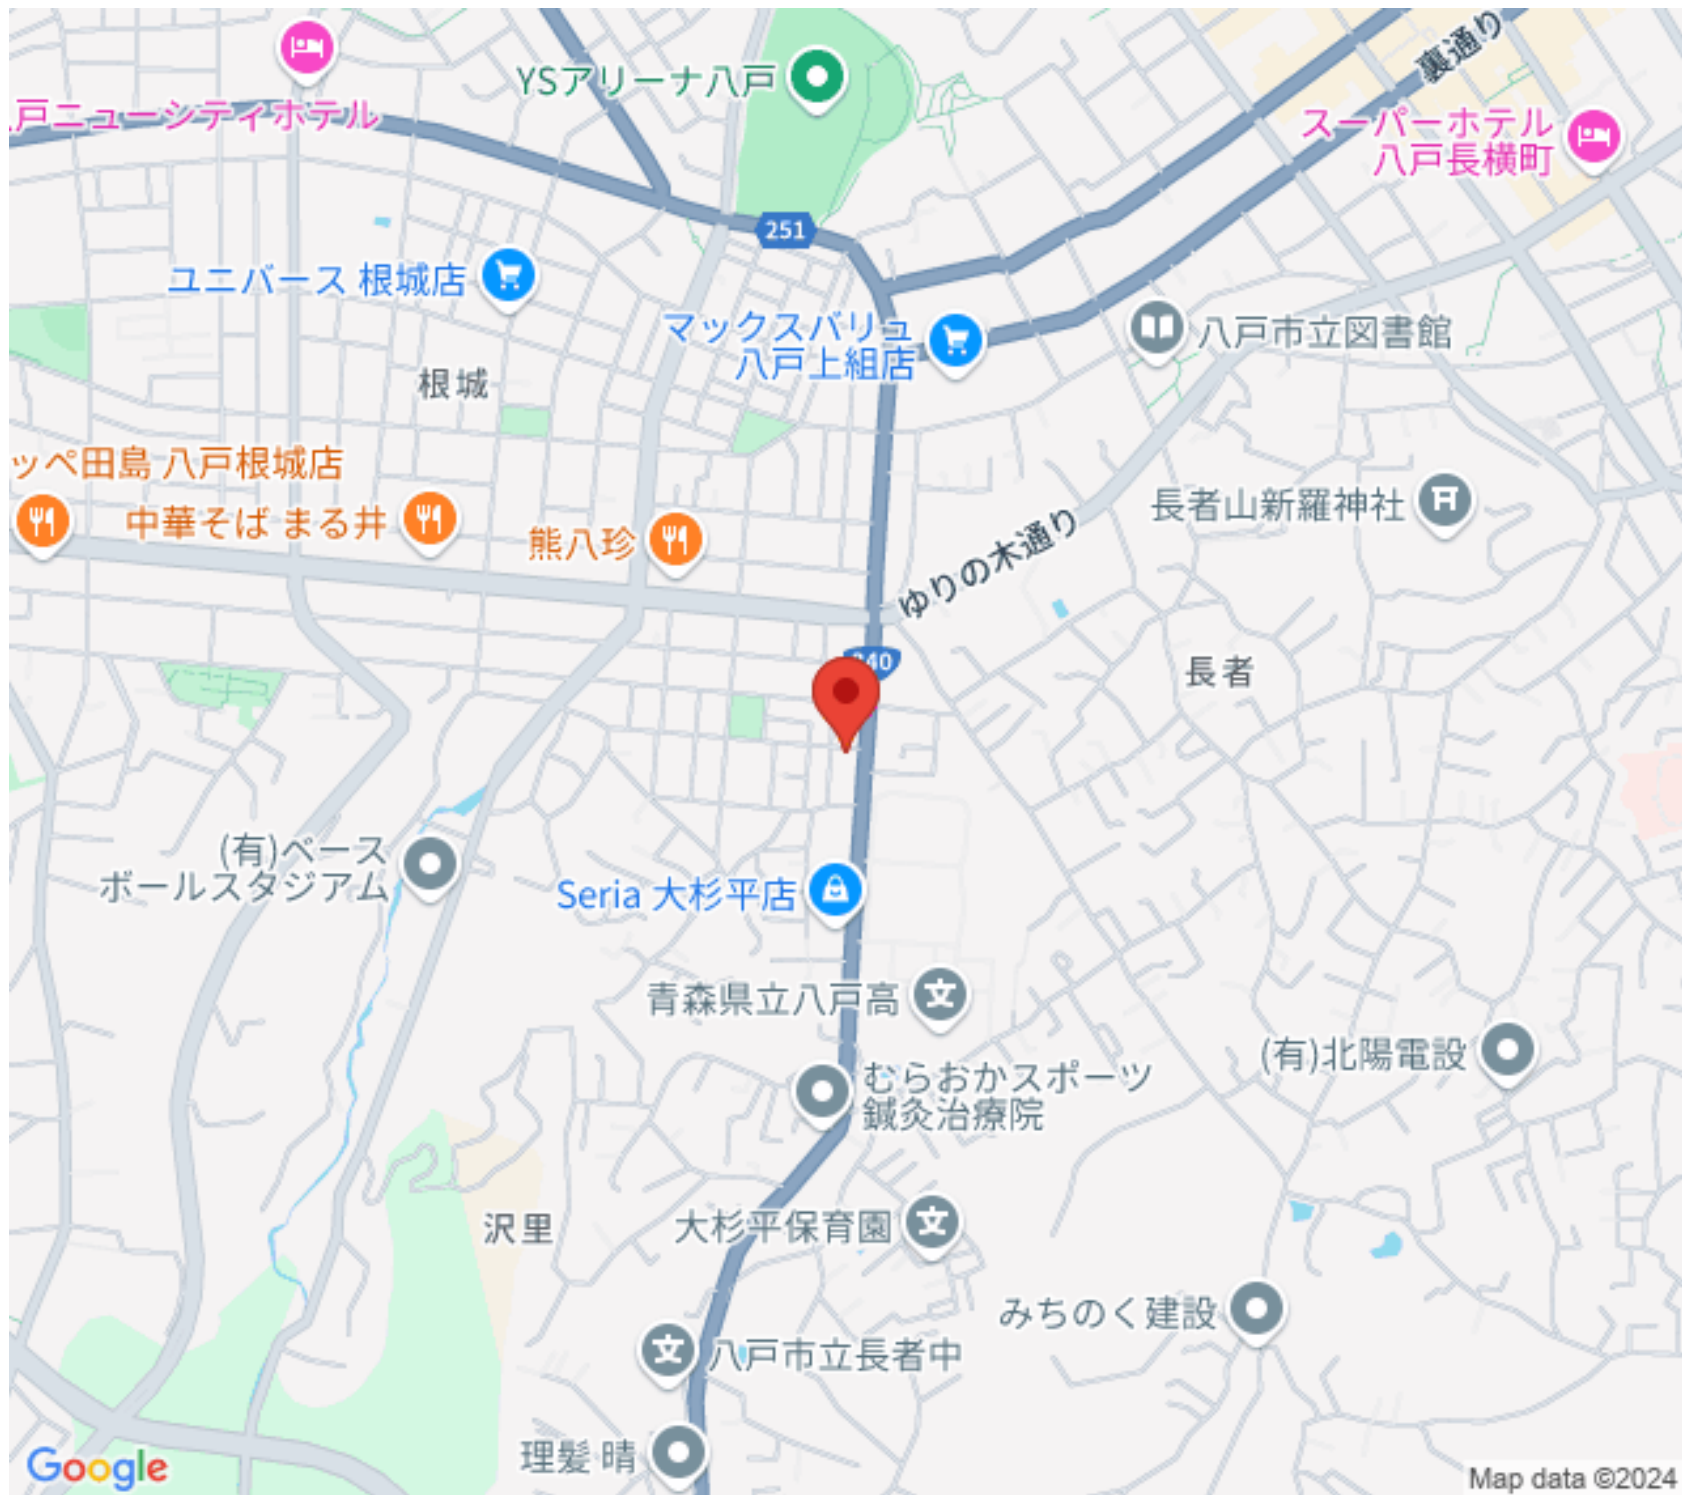 YSアリーナ八戸
裏通り
戸ニューシティホテル
スーパーホテル
八戸長横町
251
ユニバース 根城店
マックスバリュ
八戸上組店
八戸市立図書館
根城
ッペ田島 八戸根城店
中華そば まる井
熊八珍
長者山新羅神社
ゆりの木通り
340
長者
(有)ベース
ボールスタジアム
Seria 大杉平店
青森県立八戸高
(有)北陽電設
むらおかスポーツ
鍼灸治療院
沢里
大杉平保育園
みちのく建設
八戸市立長者中
理髪 晴
Google
Map data ©2024